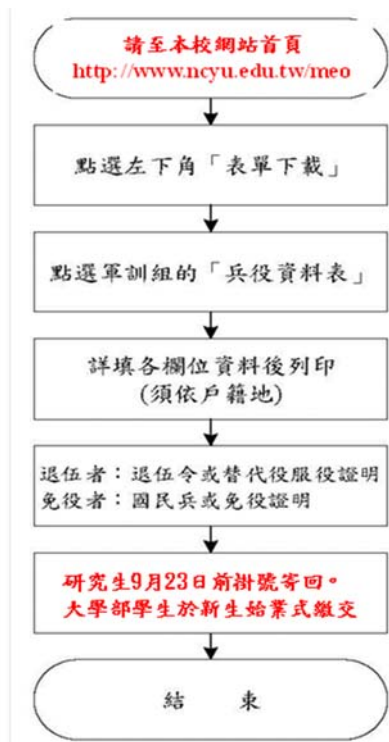 請至本校網站首頁
http://www.ncyu.edu.tw/meo
點選左下角「表單下載」
點選軍訓組的「兵役資料表」
詳填各欄位資料後列印
(須依戶籍地)
退伍者：退伍令或替代役服役證明
免役者：國民兵或免役證明
研究生9月23日前掛號寄回。
大學部學生於新生始業式繳交
結 束